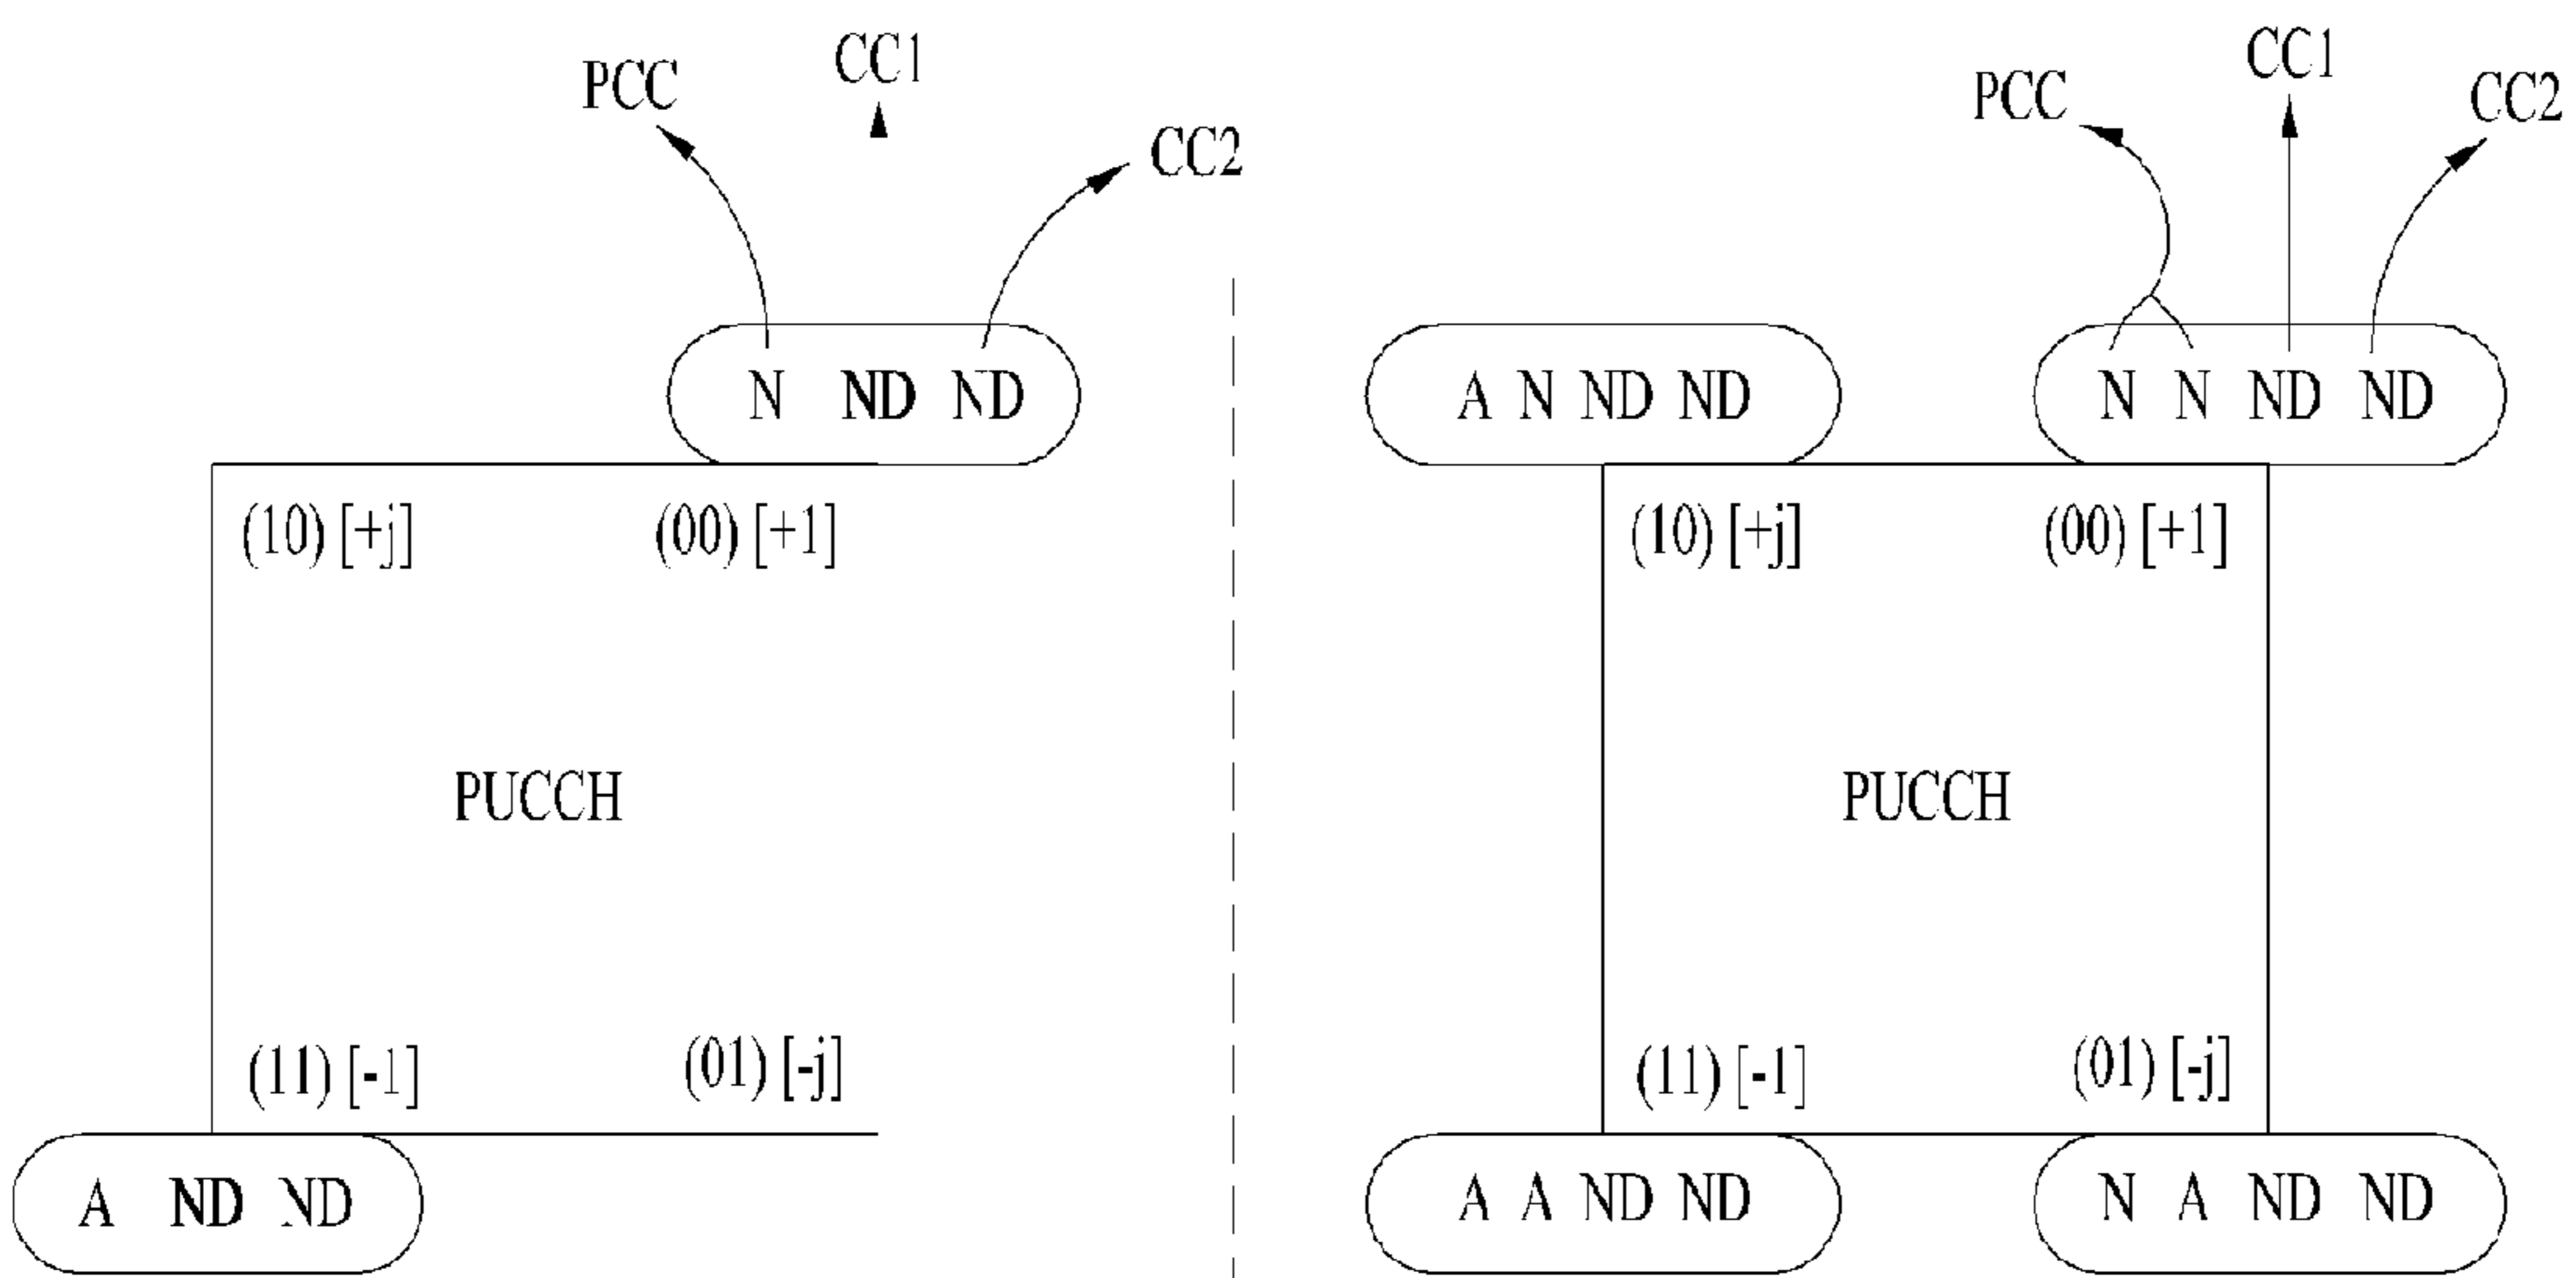 PCC CC1 CC2
N ND ND
(10) [+j] (00) [+1]
PUCCH
(11) [-1] (01) [-j]
A ND ND
PCC CC1 CC2
A N ND ND N N ND ND
(10) [+j] (00) [+1]
PUCCH
(11) [-1] (01) [-j]
A A ND ND N A ND ND